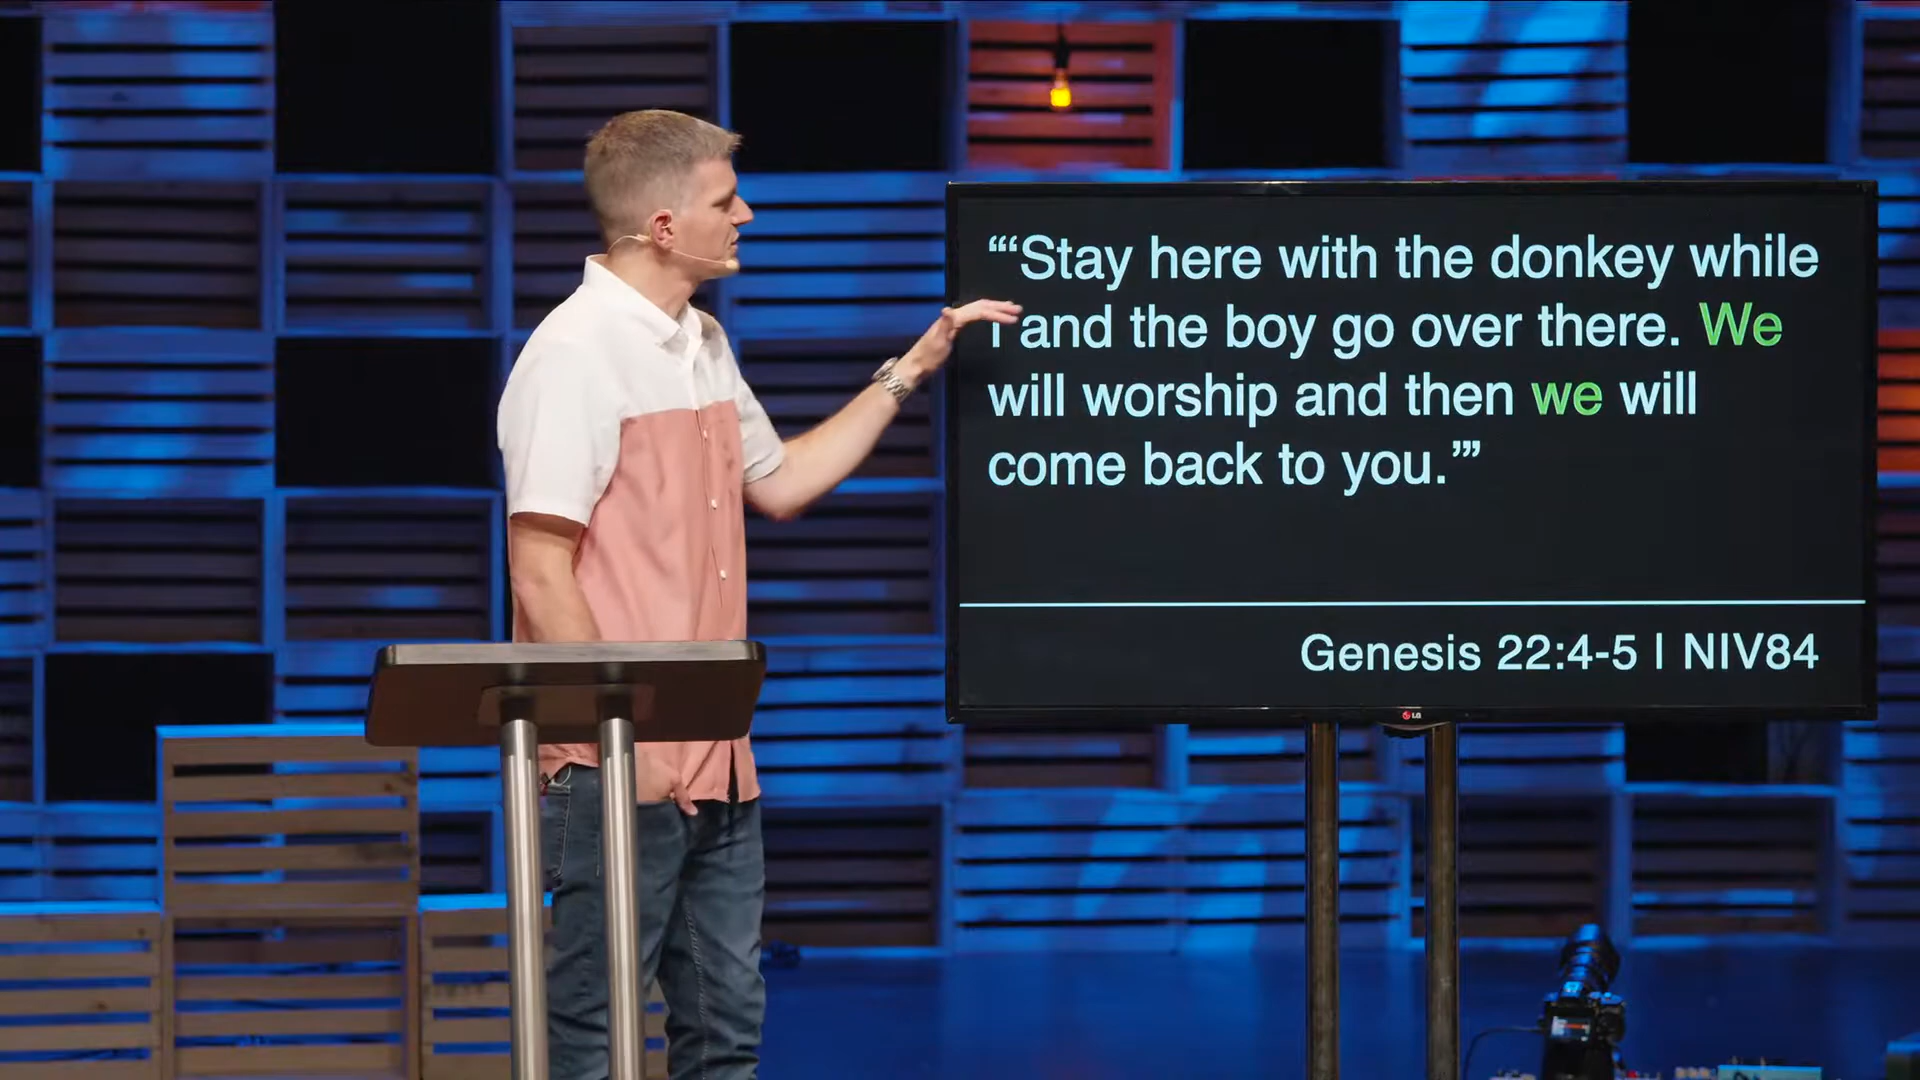 “‘Stay here with the donkey while
I and the boy go over there. We
will worship and then we will
come back to you.’”
Genesis 22:4-5 | NIV84
LG